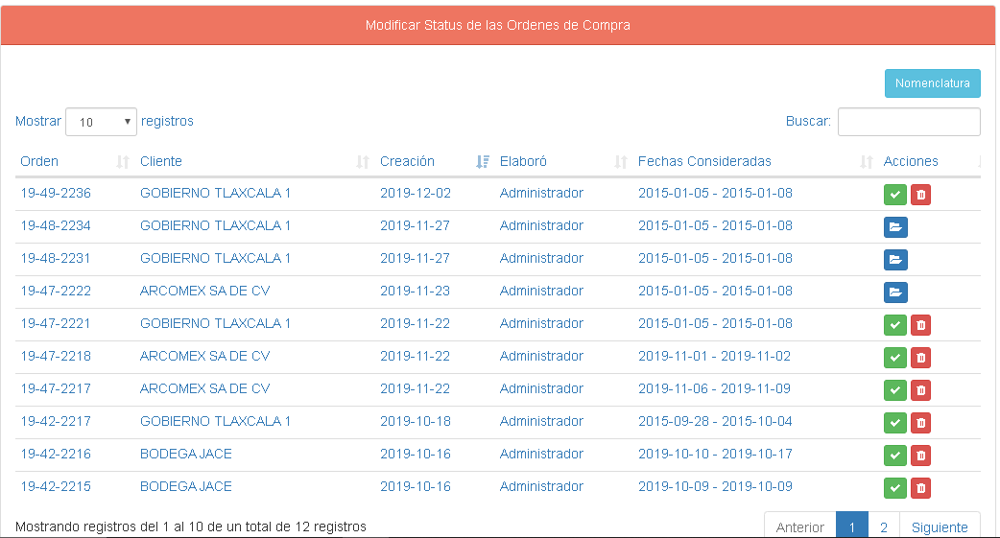 Modificar Status de las Ordenes de Compra
Nomenclatura
Mostrar 10 registros Buscar:
Orden Cliente Creación Elaboró Fechas Consideradas Acciones
19-49-2236 GOBIERNO TLAXCALA 1 2019-12-02 Administrador 2015-01-05 - 2015-01-08
19-48-2234 GOBIERNO TLAXCALA 1 2019-11-27 Administrador 2015-01-05 - 2015-01-08
19-48-2231 GOBIERNO TLAXCALA 1 2019-11-27 Administrador 2015-01-05 - 2015-01-08
19-47-2222 ARCOMEX SA DE CV 2019-11-23 Administrador 2015-01-05 - 2015-01-08
19-47-2221 GOBIERNO TLAXCALA 1 2019-11-22 Administrador 2015-01-05 - 2015-01-08
19-47-2218 ARCOMEX SA DE CV 2019-11-22 Administrador 2019-11-01 - 2019-11-02
19-47-2217 ARCOMEX SA DE CV 2019-11-22 Administrador 2019-11-06 - 2019-11-09
19-42-2217 GOBIERNO TLAXCALA 1 2019-10-18 Administrador 2015-09-28 - 2015-10-04
19-42-2216 BODEGA JACE 2019-10-16 Administrador 2019-10-10 - 2019-10-17
19-42-2215 BODEGA JACE 2019-10-16 Administrador 2019-10-09 - 2019-10-09
Mostrando registros del 1 al 10 de un total de 12 registros Anterior 1 2 Siguiente